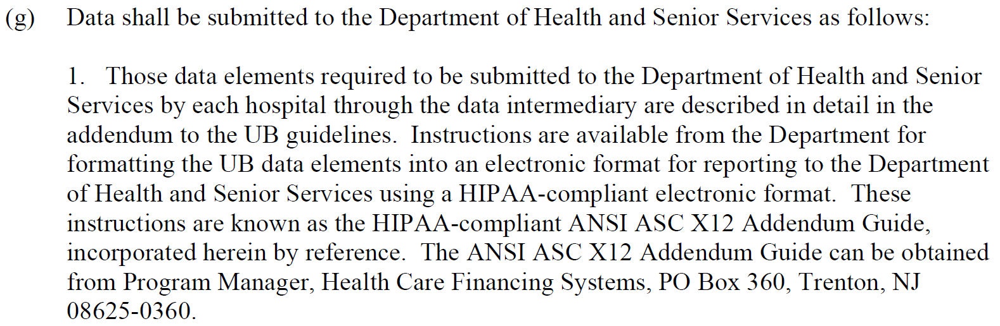 (g) Data shall be submitted to the Department of Health and Senior Services as follows:
1. Those data elements required to be submitted to the Department of Health and Senior
Services by each hospital through the data intermediary are described in detail in the
addendum to the UB guidelines. Instructions are available from the Department for
formatting the UB data elements into an electronic format for reporting to the Department
of Health and Senior Services using a HIPAA-compliant electronic format. These
instructions are known as the HIPAA-compliant ANSI ASC X12 Addendum Guide,
incorporated herein by reference. The ANSI ASC X12 Addendum Guide can be obtained
from Program Manager, Health Care Financing Systems, PO Box 360, Trenton, NJ
08625-0360.